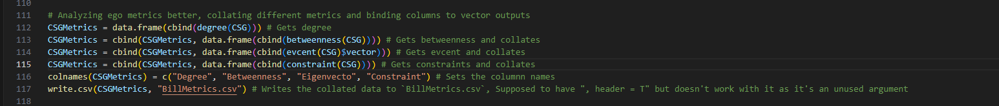 110
111 # Analyzing ego metrics better, collating different metrics and binding columns to vector outputs
112 CSGMetrics = data.frame(cbind(degree(CSG))) # Gets degree
113 CSGMetrics = cbind(CSGMetrics, data.frame(cbind(betweenness(CSG)))) # Gets betweenness and collates
114 CSGMetrics = cbind(CSGMetrics, data.frame(cbind(evcent(CSG)$vector))) # Gets evcent and collates
115 CSGMetrics = cbind(CSGMetrics, data.frame(cbind(constraint(CSG)))) # Gets constraints and collates
116 colnames(CSGMetrics) = c("Degree", "Betweenness", "Eigenvecto", "Constraint") # Sets the columnn names
117 write.csv(CSGMetrics, "BillMetrics.csv") # Writes the collated data to `BillMetrics.csv`, Supposed to have ", header = T" but doesn't work with it as it's an unused argument
118